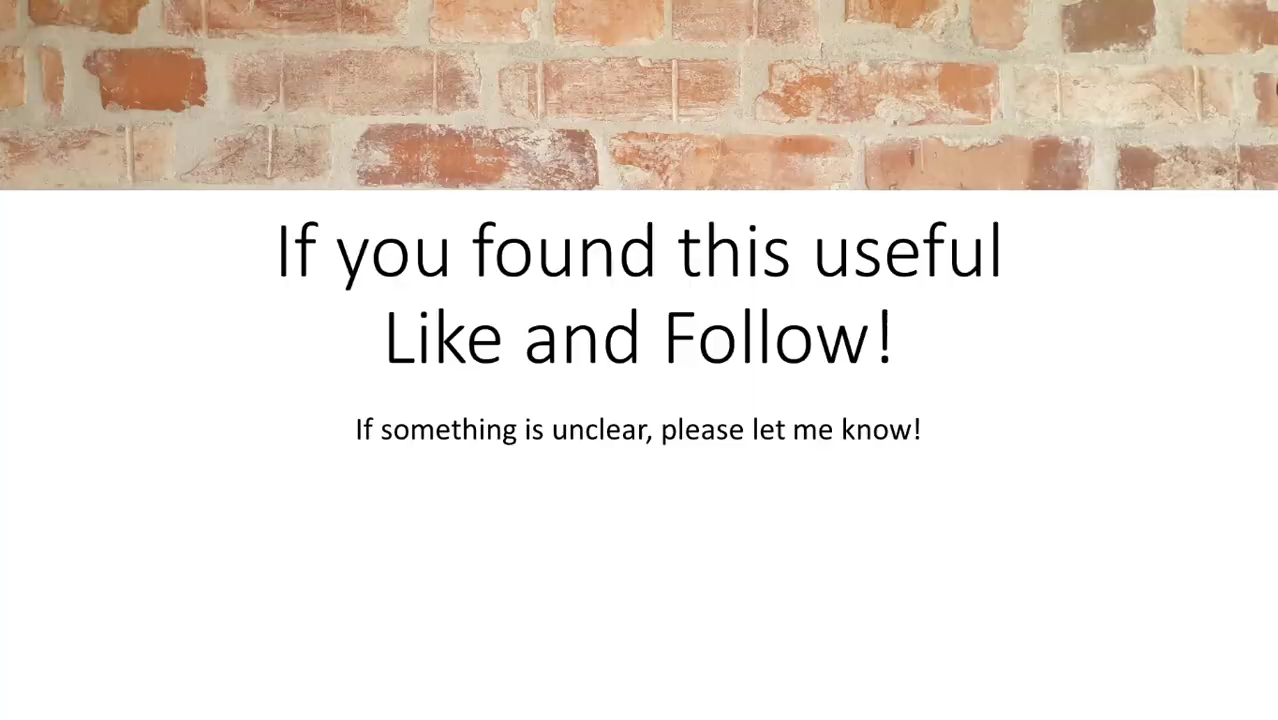 If you found this useful
Like and Follow!
If something is unclear, please let me know!